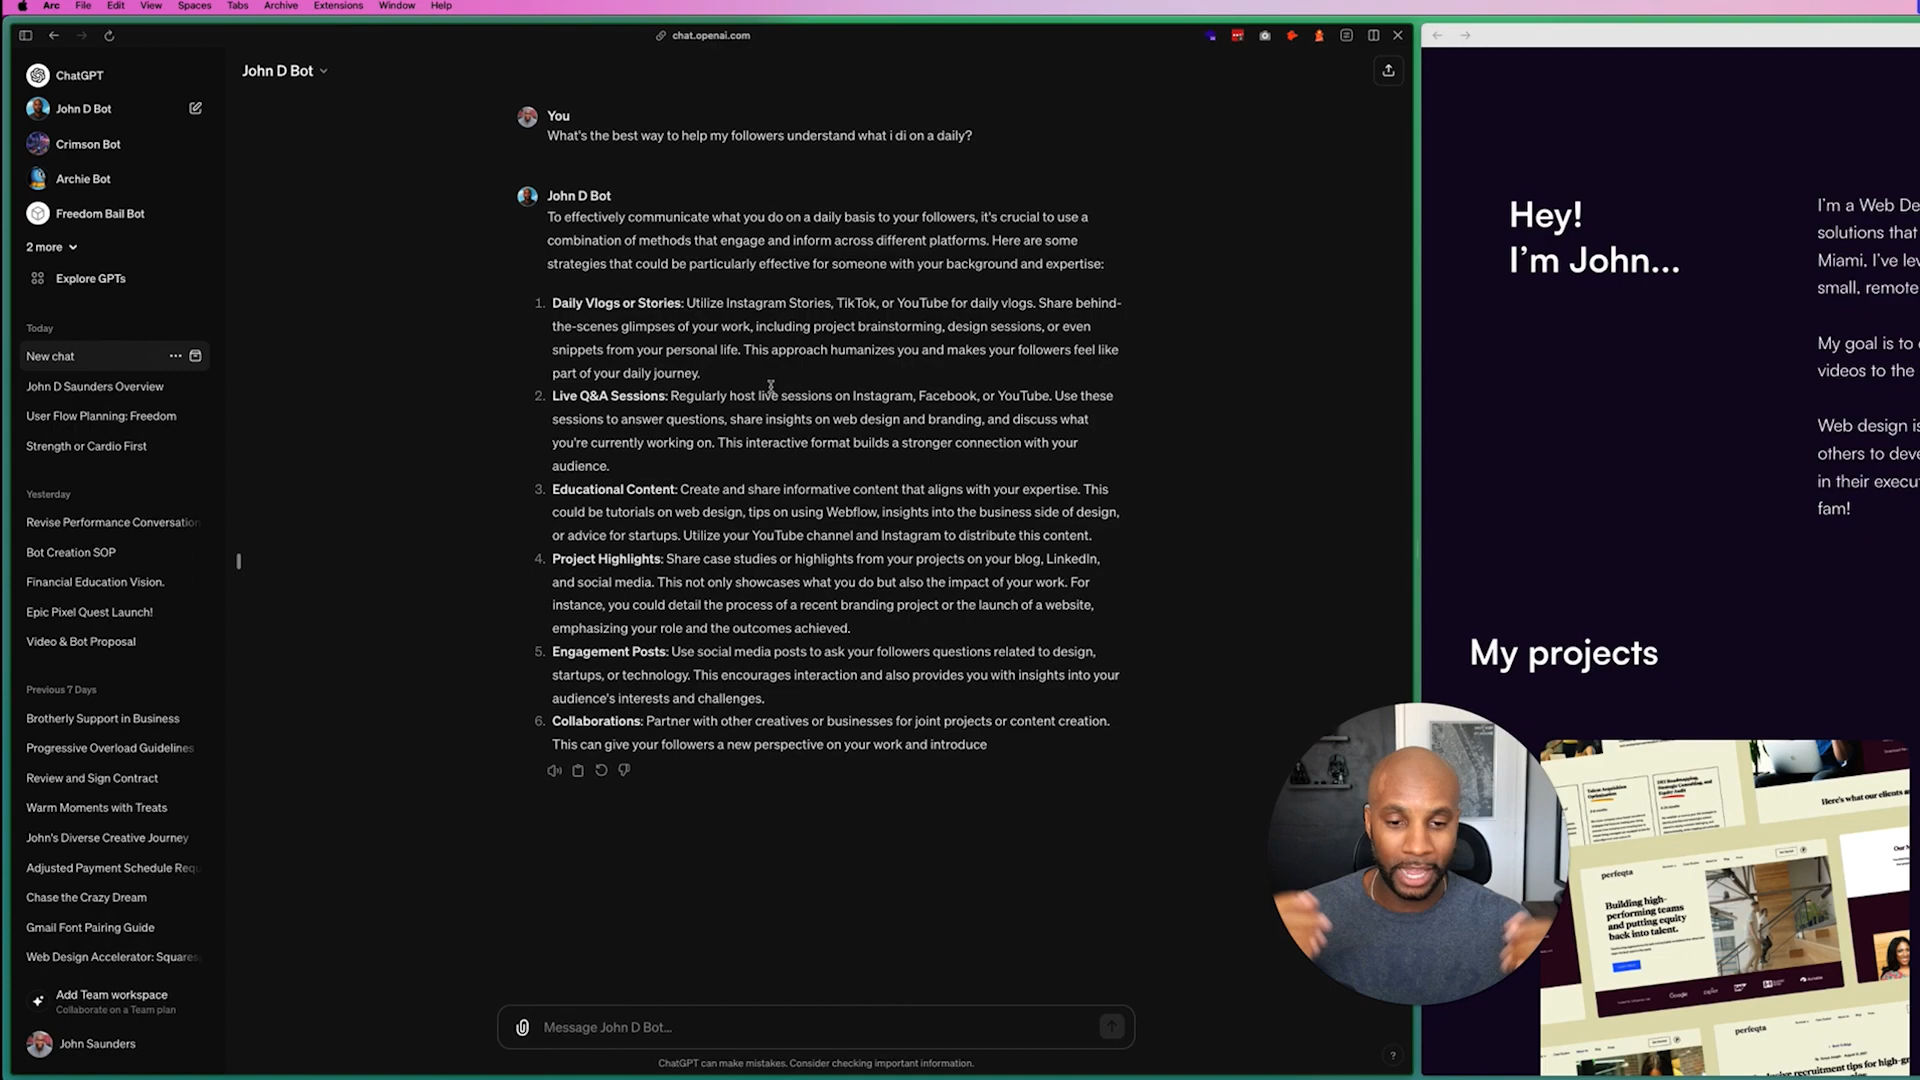 Arc File Edit View Spaces Tabs Archive Extensions Window Help
chat.openai.com
ChatGPT
John D Bot
Crimson Bot
Archie Bot
Freedom Bail Bot
2 more
Explore GPTs
Today
New chat
John D Saunders Overview
User Flow Planning: Freedom
Strength or Cardio First
Yesterday
Revise Performance Conversation
Bot Creation SOP
Financial Education Vision.
Epic Pixel Quest Launch!
Video & Bot Proposal
Previous 7 Days
Brotherly Support in Business
Progressive Overload Guidelines
Review and Sign Contract
Warm Moments with Treats
John's Diverse Creative Journey
Adjusted Payment Schedule Requ
Chase the Crazy Dream
Gmail Font Pairing Guide
Web Design Accelerator: Squares
Add Team workspace
Collaborate on a Team plan
John Saunders
John D Bot
You
What's the best way to help my followers understand what i di on a daily?
John D Bot
To effectively communicate what you do on a daily basis to your followers, it's crucial to use a
combination of methods that engage and inform across different platforms. Here are some
strategies that could be particularly effective for someone with your background and expertise:
1. Daily Vlogs or Stories: Utilize Instagram Stories, TikTok, or YouTube for daily vlogs. Share behind-
the-scenes glimpses of your work, including project brainstorming, design sessions, or even
snippets from your personal life. This approach humanizes you and makes your followers feel like
part of your daily journey.
2. Live Q&A Sessions: Regularly host live sessions on Instagram, Facebook, or YouTube. Use these
sessions to answer questions, share insights on web design and branding, and discuss what
you're currently working on. This interactive format builds a stronger connection with your
audience.
3. Educational Content: Create and share informative content that aligns with your expertise. This
could be tutorials on web design, tips on using Webflow, insights into the business side of design,
or advice for startups. Utilize your YouTube channel and Instagram to distribute this content.
4. Project Highlights: Share case studies or highlights from your projects on your blog, LinkedIn,
and social media. This not only showcases what you do but also the impact of your work. For
instance, you could detail the process of a recent branding project or the launch of a website,
emphasizing your role and the outcomes achieved.
5. Engagement Posts: Use social media posts to ask your followers questions related to design,
startups, or technology. This encourages interaction and also provides you with insights into your
audience's interests and challenges.
6. Collaborations: Partner with other creatives or businesses for joint projects or content creation.
This can give your followers a new perspective on your work and introduce
Message John D Bot...
ChatGPT can make mistakes. Consider checking important information.
?
Hey!
I'm John...
I'm a Web De
solutions that
Miami, I've lev
small, remote
My goal is to
videos to the
Web design is
others to deve
in their execut
fam!
My projects
Here's what our clients a
perfeqta
Building high-
performing teams
and putting equity
back into talent.
Google
perfeqta
recruitment tips for high-gr